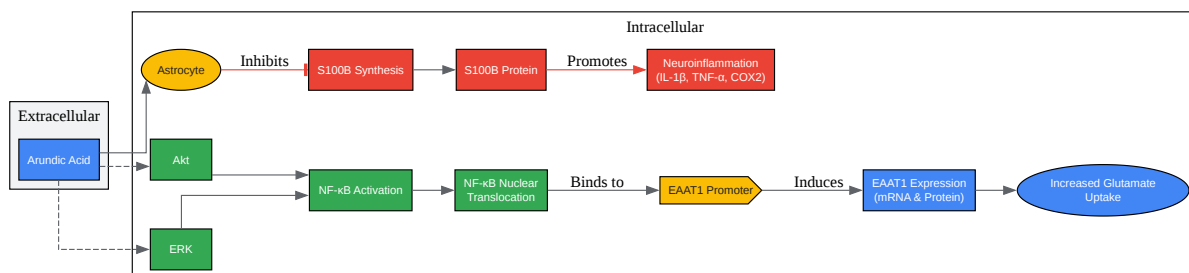 Intracellular
Astrocyte
Inhibits
S100B Synthesis
S100B Protein
Promotes
Neuroinflammation
(IL-1β, TNF-α, COX2)
Extracellular
Arundic Acid
Akt
NF-κB Activation
NF-κB Nuclear
Translocation
Binds to
EAAT1 Promoter
Induces
EAAT1 Expression
(mRNA & Protein)
Increased Glutamate
Uptake
ERK